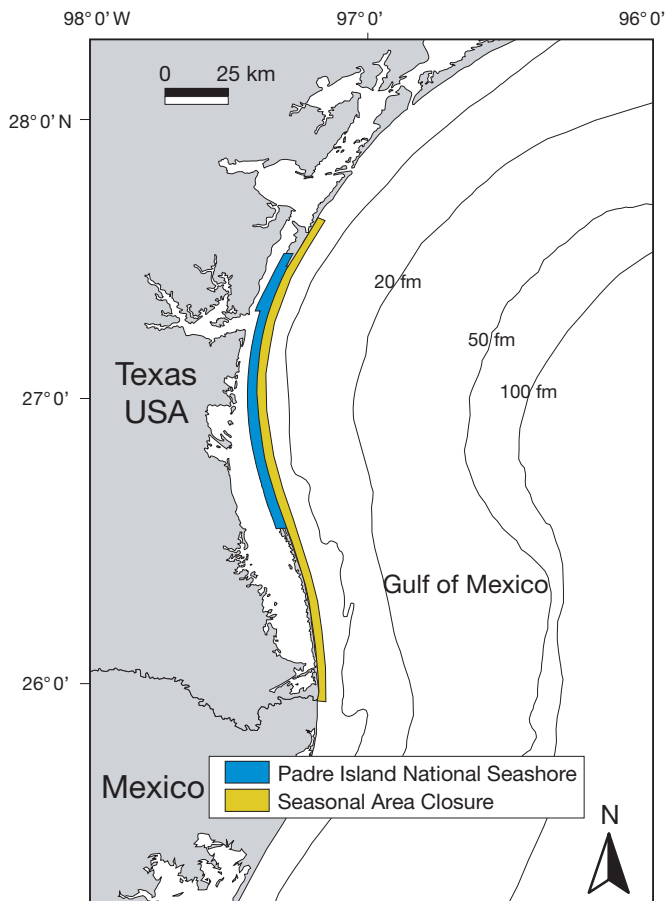 98°0´W 97°0´ 96°0´
0 25 km
28°0´N
20 fm
50 fm
Texas
USA
100 fm
27°0´
Gulf of Mexico
26°0´
Padre Island National Seashore
Mexico
Seasonal Area Closure
N